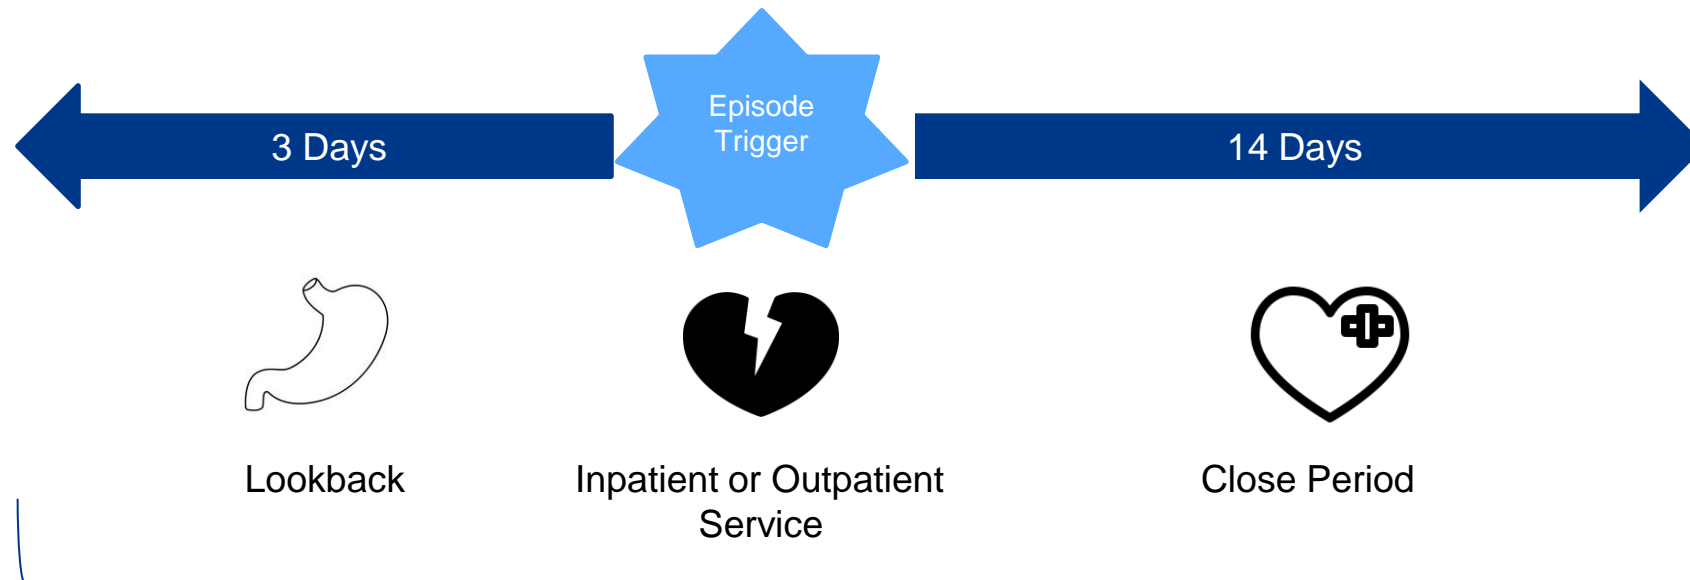 Episode
Trigger
3 Days
14 Days
Lookback
Inpatient or Outpatient
Service
Close Period